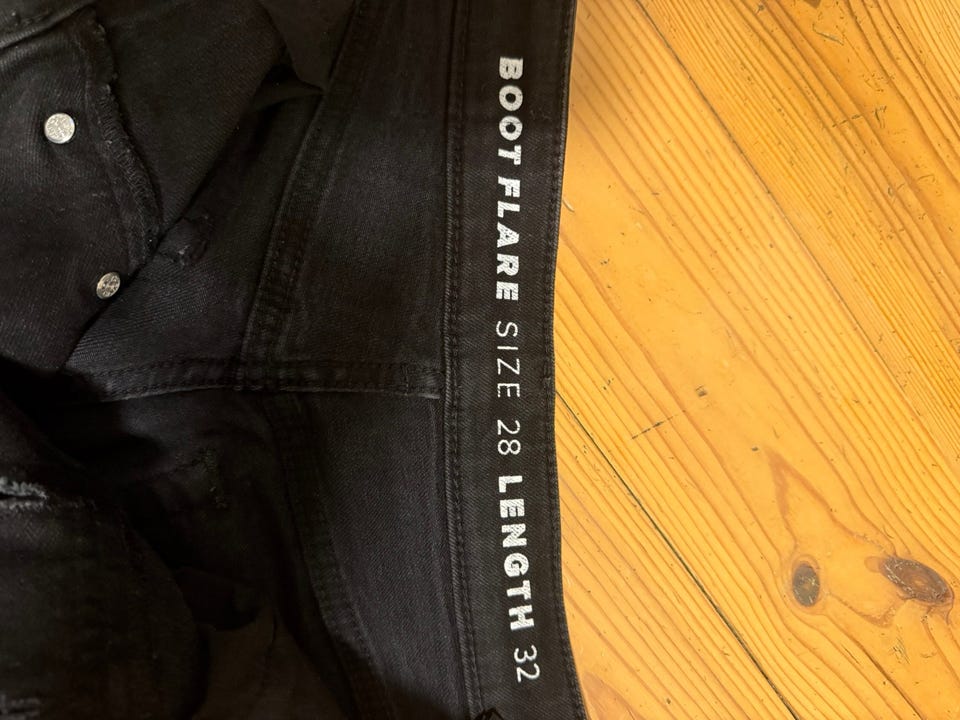 BOOT FLARE SIZE 28 LENGTH 32